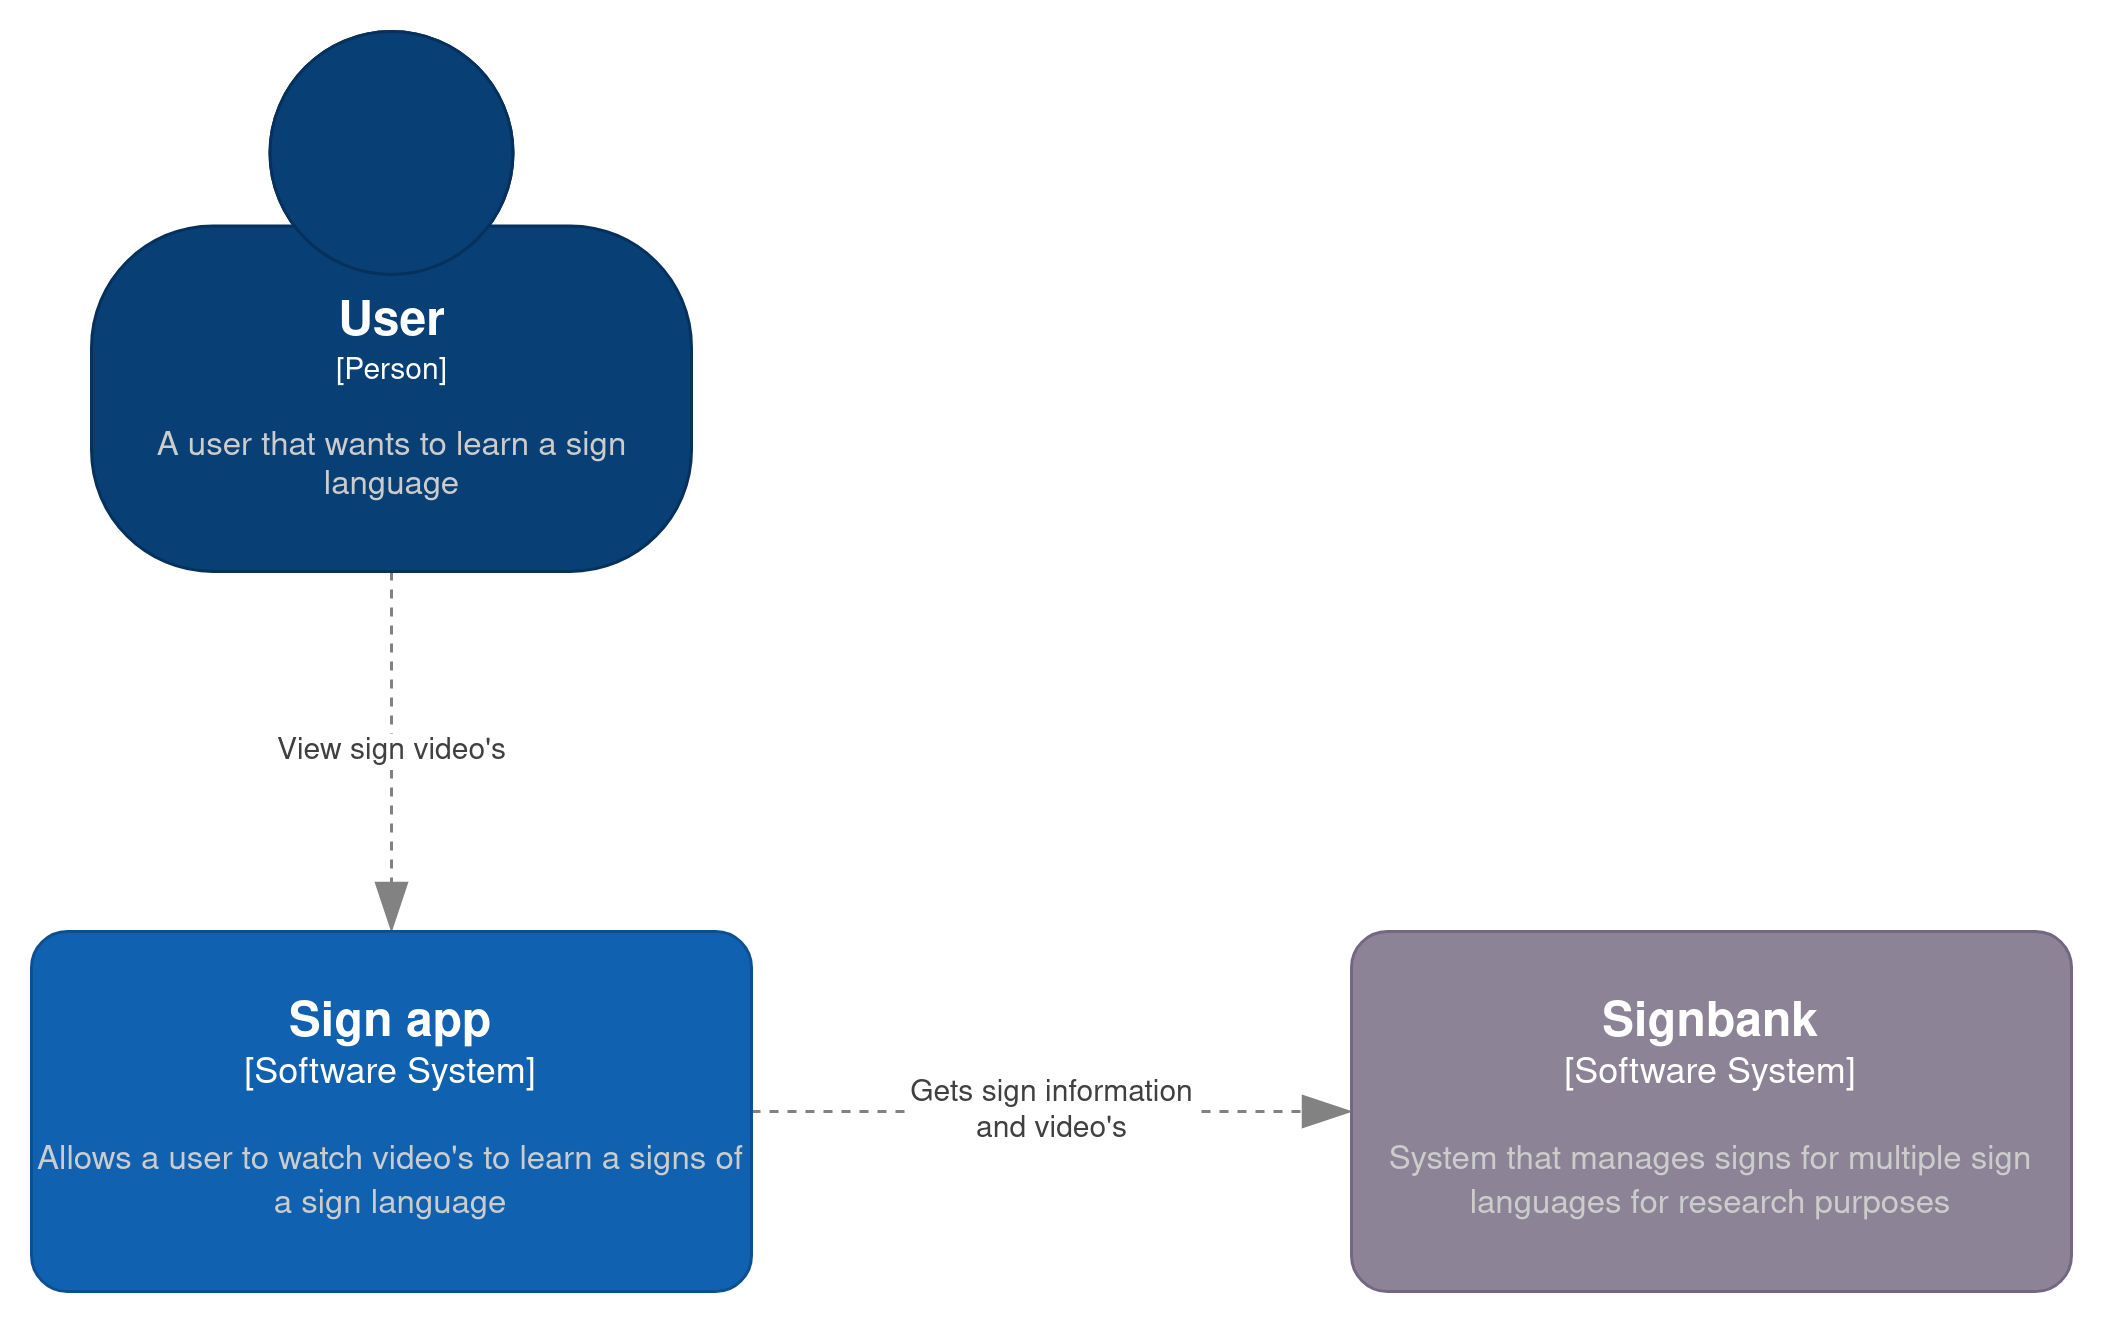 User
[Person]
A user that wants to learn a sign
language
View sign video's
Sign app
[Software System]
Allows a user to watch video's to learn a signs of
a sign language
Gets sign information
and video's
Signbank
[Software System]
System that manages signs for multiple sign
languages for research purposes